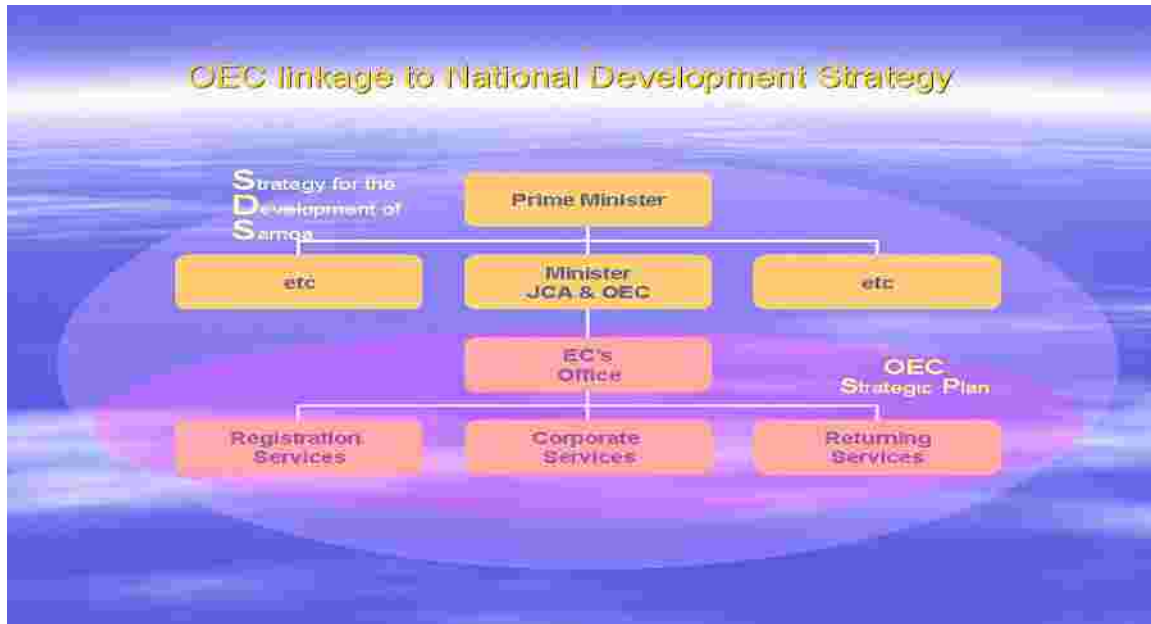 OEC linkage to National Development Strategy
Strategy for the
Development of
Samoa
Prime Minister
etc
Minister
JCA & OEC
etc
EC's
Office
OEC
Strategic Plan
Registration
Services
Corporate
Services
Returning
Services